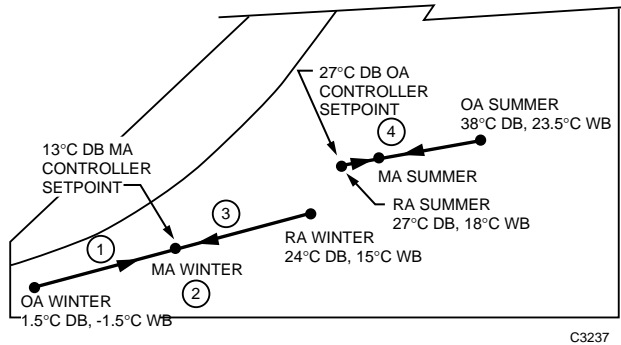 27°C DB OA
CONTROLLER
SETPOINT
4
OA SUMMER
38°C DB, 23.5°C WB
13°C DB MA
CONTROLLER
SETPOINT
MA SUMMER
RA SUMMER
27°C DB, 18°C WB
3
1
RA WINTER
24°C DB, 15°C WB
MA WINTER
2
OA WINTER
1.5°C DB, -1.5°C WB
C3237